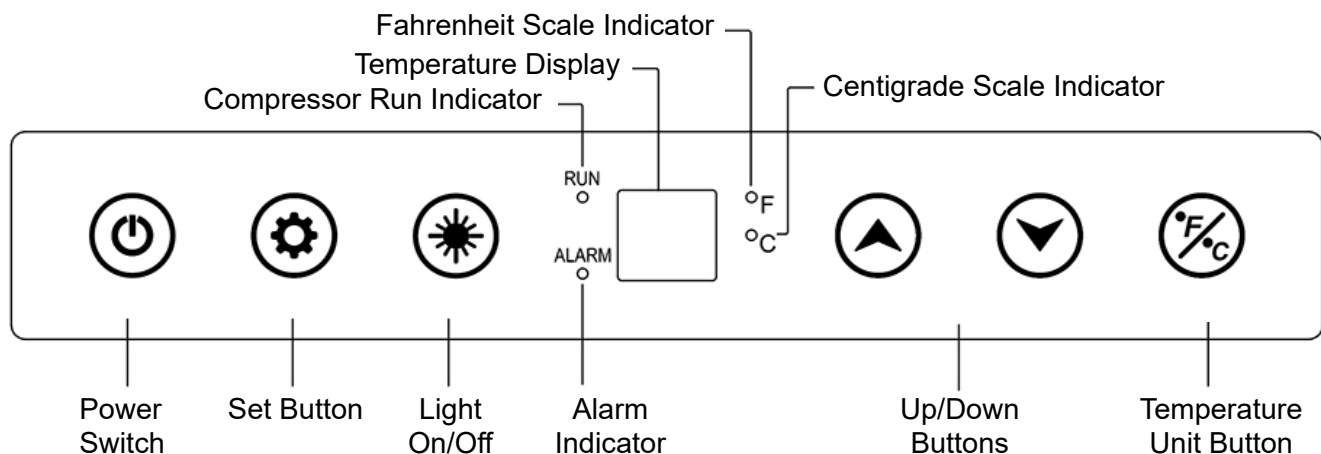 Fahrenheit Scale Indicator
Temperature Display
Compressor Run Indicator
Centigrade Scale Indicator
RUN
°F
ALARM
°C
°F/°C
Power
Switch
Set Button
Light
On/Off
Alarm
Indicator
Up/Down
Buttons
Temperature
Unit Button